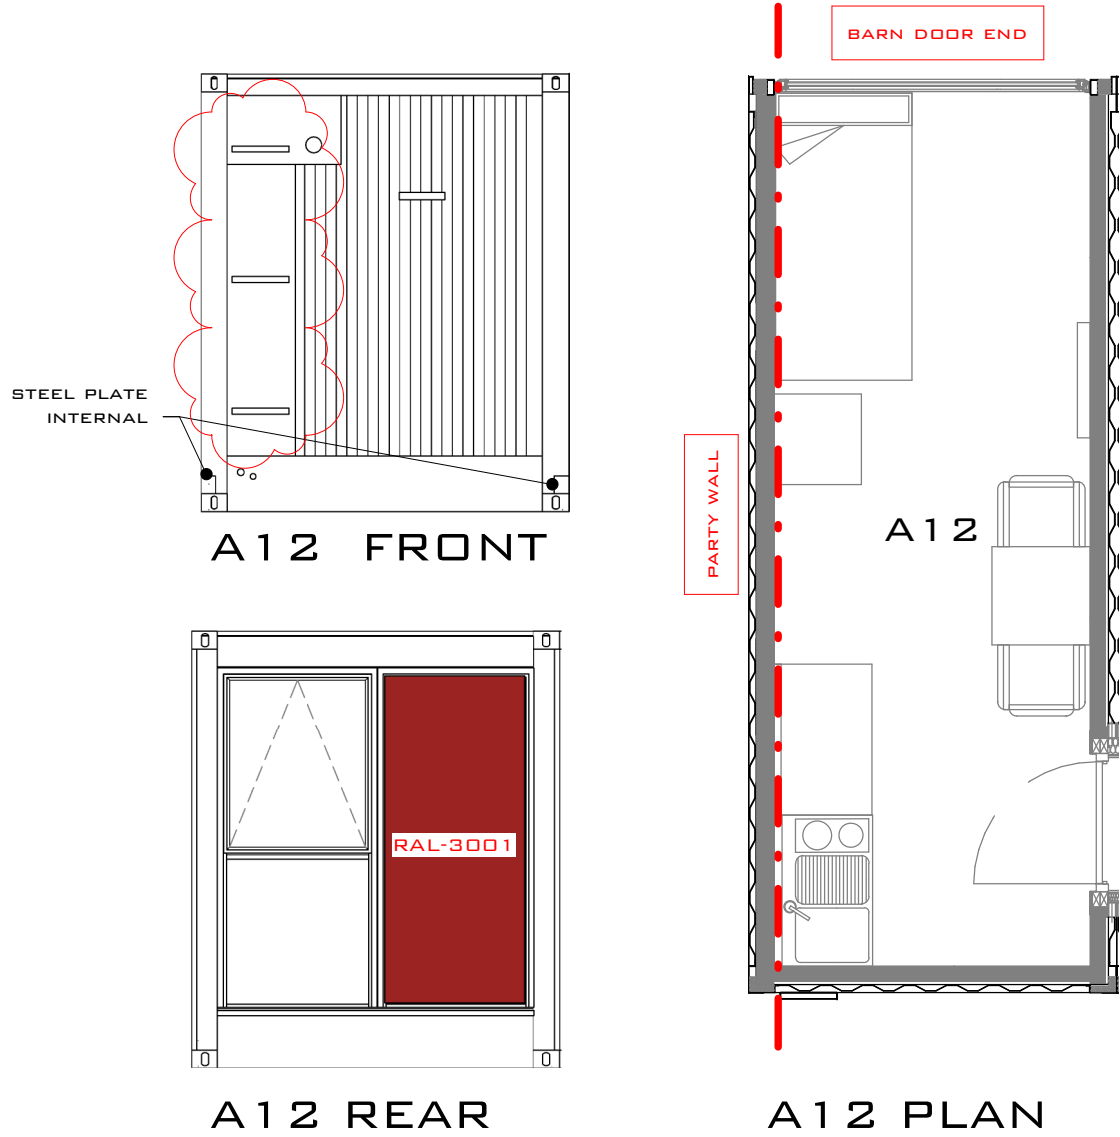 BARN DOOR END
STEEL PLATE
INTERNAL
A12 FRONT
PARTY WALL
A12
RAL-3001
A12 REAR
A12 PLAN